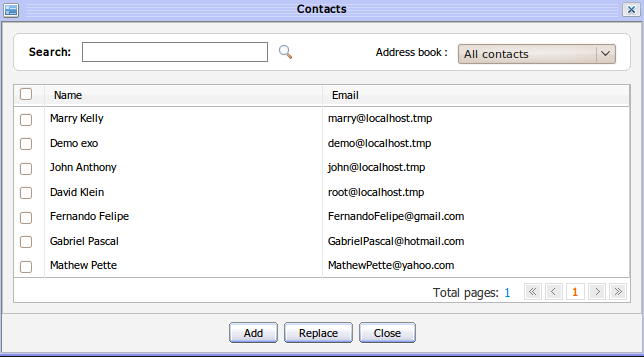 Contacts
Search: Address book : All contacts
Name Email
Marry Kelly marry@localhost.tmp
Demo exo demo@localhost.tmp
John Anthony john@localhost.tmp
David Klein root@localhost.tmp
Fernando Felipe FernandoFelipe@gmail.com
Gabriel Pascal GabrielPascal@hotmail.com
Mathew Pette MathewPette@yahoo.com
Total pages: 1 « < 1 > »
Add Replace Close